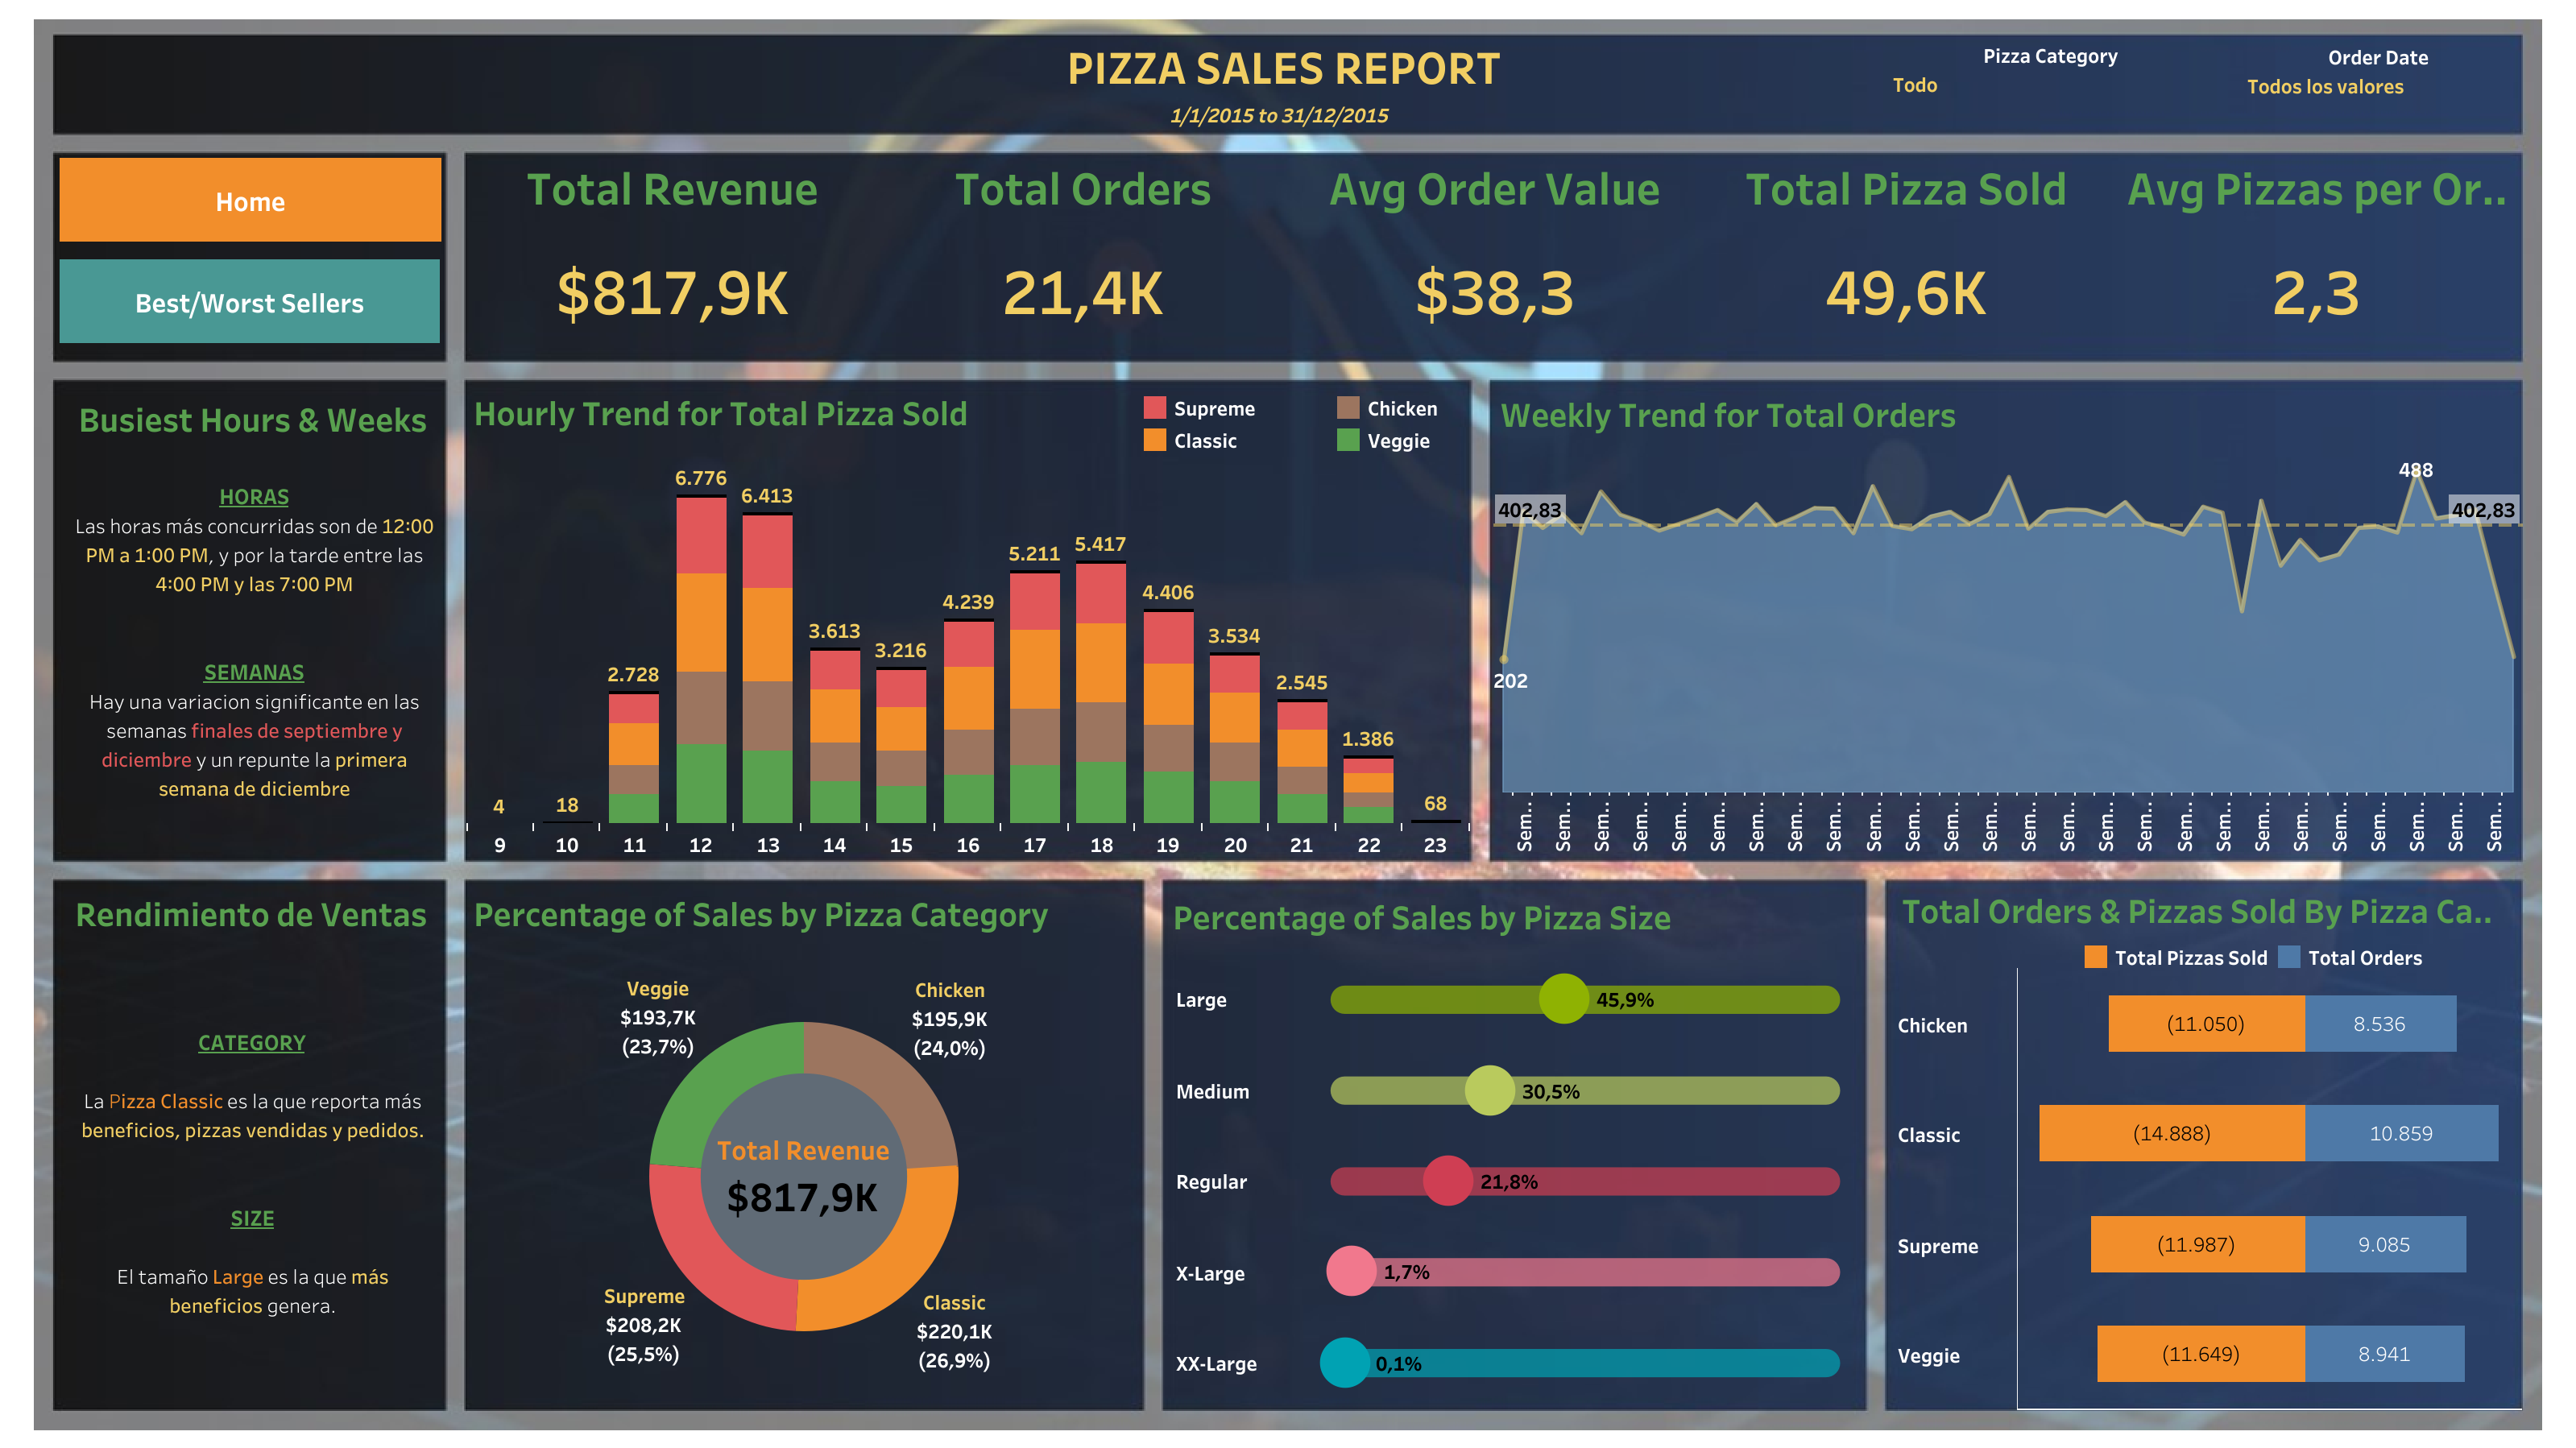 PIZZA SALES REPORT
1/1/2015 to 31/12/2015
Pizza Category
Todo
Order Date
Todos los valores
Home
Best/Worst Sellers
Total Revenue
$817,9K
Total Orders
21,4K
Avg Order Value
$38,3
Total Pizza Sold
49,6K
Avg Pizzas per Or..
2,3
Busiest Hours & Weeks
HORAS
Las horas más concurridas son de 12:00
PM a 1:00 PM, y por la tarde entre las
4:00 PM y las 7:00 PM
SEMANAS
Hay una variacion significante en las
semanas finales de septiembre y
diciembre y un repunte la primera
semana de diciembre
Hourly Trend for Total Pizza Sold
Supreme
Chicken
Classic
Veggie
4
18
2.728
6.776
6.413
3.613
3.216
4.239
5.211
5.417
4.406
3.534
2.545
1.386
68
9 10 11 12 13 14 15 16 17 18 19 20 21 22 23
Weekly Trend for Total Orders
402,83
202
488
402,83
Sem.. Sem.. Sem.. Sem.. Sem.. Sem.. Sem.. Sem.. Sem.. Sem.. Sem.. Sem.. Sem.. Sem.. Sem.. Sem.. Sem.. Sem.. Sem.. Sem.. Sem.. Sem.. Sem.. Sem.. Sem.. Sem..
Rendimiento de Ventas
CATEGORY
La Pizza Classic es la que reporta más
beneficios, pizzas vendidas y pedidos.
SIZE
El tamaño Large es la que más
beneficios genera.
Percentage of Sales by Pizza Category
Veggie
$193,7K
(23,7%)
Chicken
$195,9K
(24,0%)
Total Revenue
$817,9K
Supreme
$208,2K
(25,5%)
Classic
$220,1K
(26,9%)
Percentage of Sales by Pizza Size
Large 45,9%
Medium 30,5%
Regular 21,8%
X-Large 1,7%
XX-Large 0,1%
Total Orders & Pizzas Sold By Pizza Ca..
Total Pizzas Sold Total Orders
Chicken (11.050) 8.536
Classic (14.888) 10.859
Supreme (11.987) 9.085
Veggie (11.649) 8.941